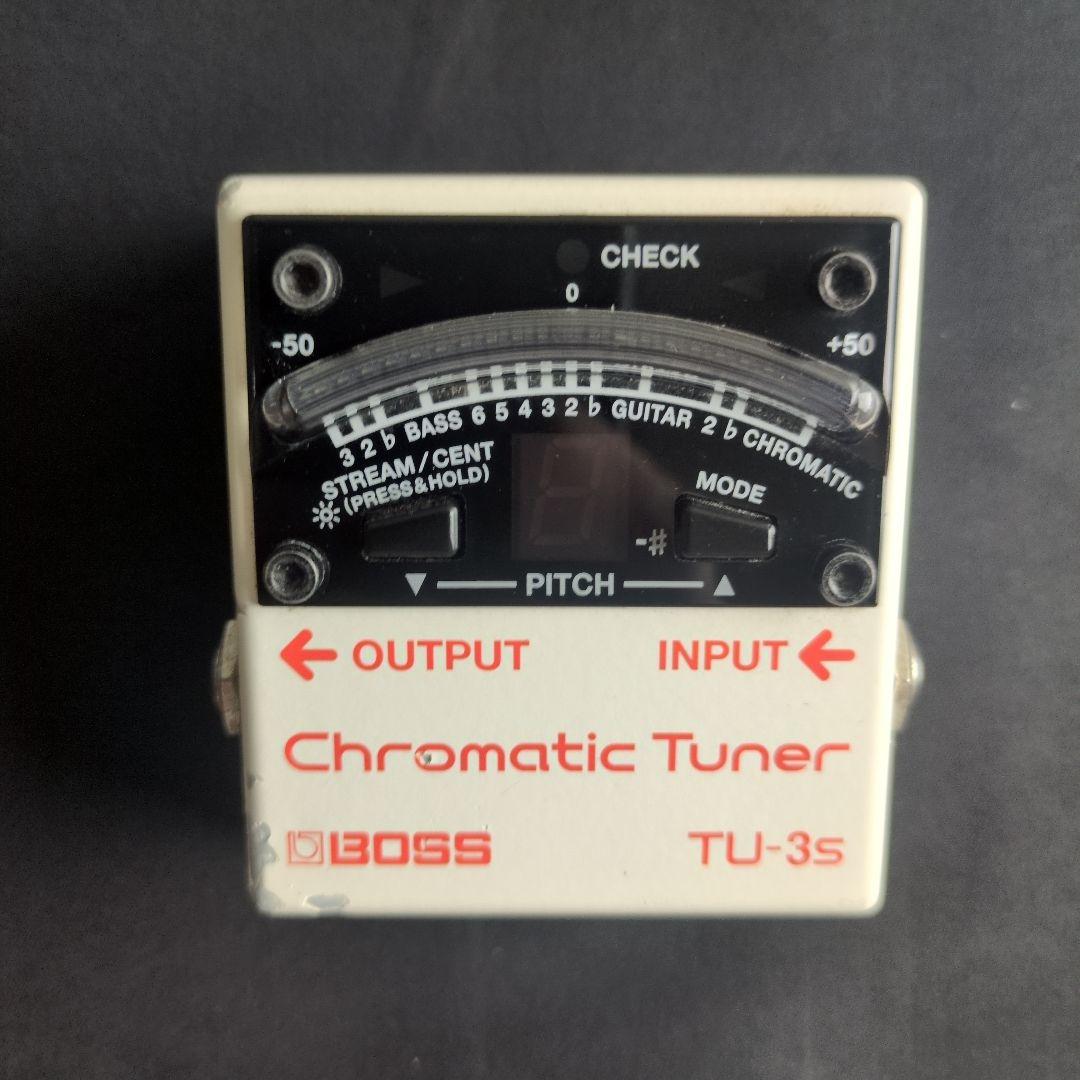 CHECK
0
-50 +50
3 2 ♭ BASS 6 5 4 3 2 ♭ GUITAR 2 ♭ CHROMATIC
STREAM/CENT
(PRESS&HOLD)
MODE
-#
▼ PITCH ▲
← OUTPUT INPUT ←
Chromatic Tuner
BOSS TU-3s